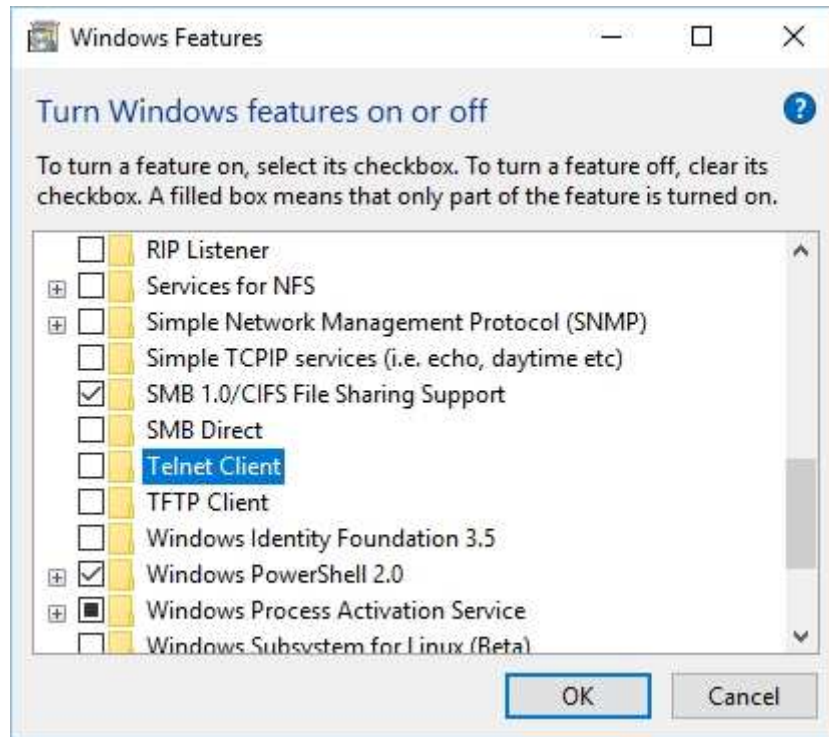 Windows Features
Turn Windows features on or off
?
To turn a feature on, select its checkbox. To turn a feature off, clear its
checkbox. A filled box means that only part of the feature is turned on.
RIP Listener
Services for NFS
Simple Network Management Protocol (SNMP)
Simple TCPIP services (i.e. echo, daytime etc)
SMB 1.0/CIFS File Sharing Support
SMB Direct
Telnet Client
TFTP Client
Windows Identity Foundation 3.5
Windows PowerShell 2.0
Windows Process Activation Service
Windows Subsystem for Linux (Beta)
OK Cancel